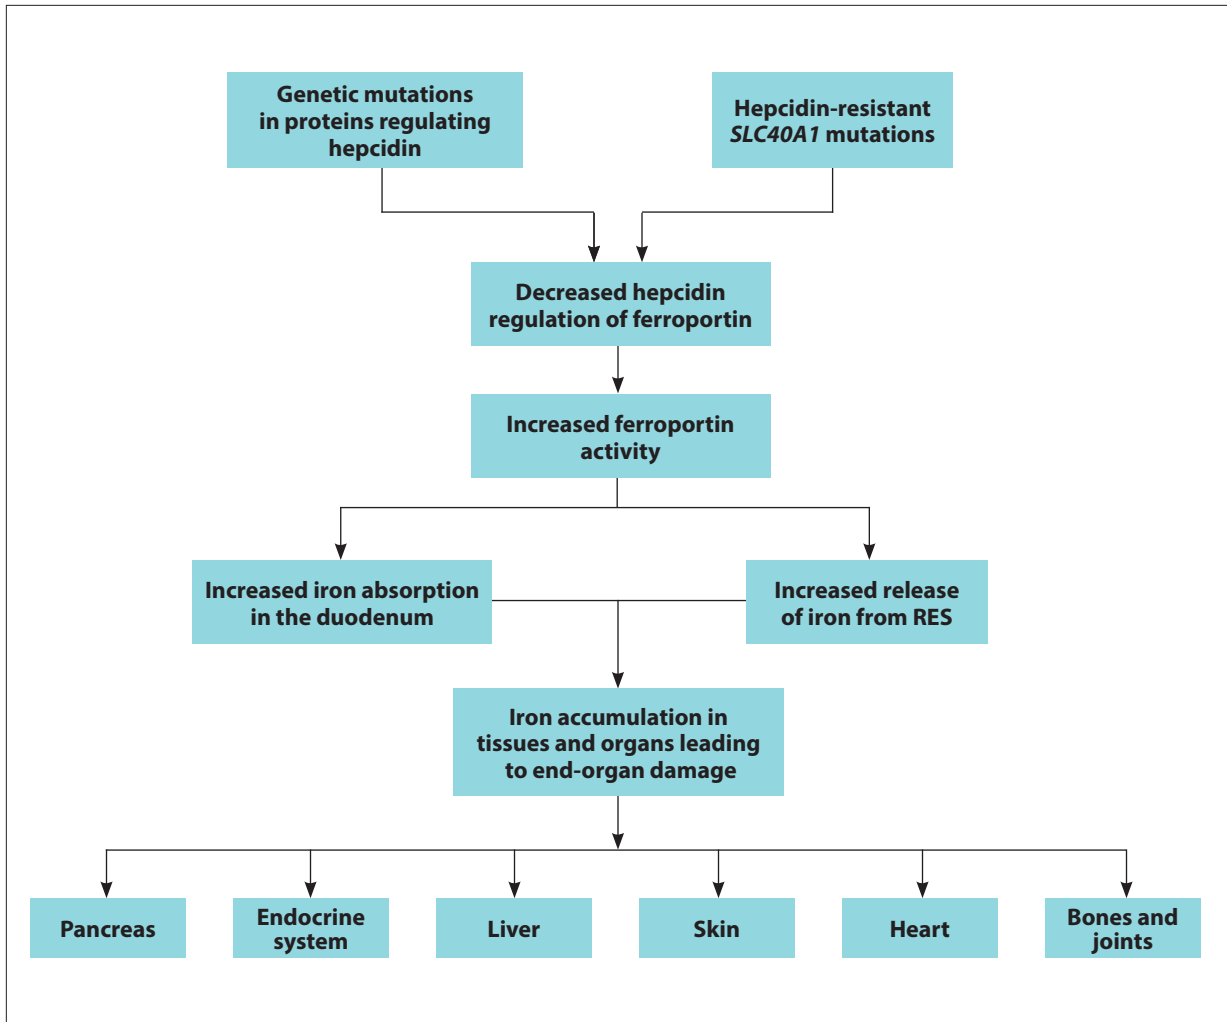 Genetic mutations
in proteins regulating
hepcidin
Hepcidin-resistant
SLC40A1 mutations
Decreased hepcidin
regulation of ferroportin
Increased ferroportin
activity
Increased iron absorption
in the duodenum
Increased release
of iron from RES
Iron accumulation in
tissues and organs leading
to end-organ damage
Pancreas
Endocrine
system
Liver
Skin
Heart
Bones and
joints